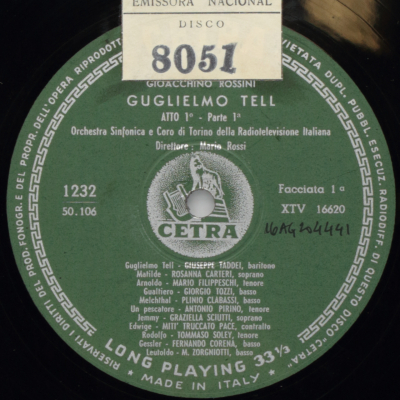 EMISSORA NACIONAL
DISCO
8051
GIOACCHINO ROSSINI
GUGLIELMO TELL
ATTO 1º - Parte 1ª
Orchestra Sinfonica e Coro di Torino della Radiotelevisione Italiana
Direttore: Mario Rossi
1232
50.106
Facciata 1ª
XTV 16620
16AG204491
CETRA
Guglielmo Tell - GIUSEPPE TADDEI, baritono
Matilde - ROSANNA CARTERI, soprano
Arnoldo - MARIO FILIPPESCHI, tenore
Gualtiero - GIORGIO TOZZI, basso
Melchthal - PLINIO CLABASSI, basso
Un pescatore - ANTONIO PIRINO, tenore
Jemmy - GRAZIELLA SCIUTTI, soprano
Edwige - MITI' TRUCCATO PACE, contralto
Rodolfo - TOMMASO SOLEY, tenore
Gessler - FERNANDO CORENA, basso
Leutoldo - M. ZORGNIOTTI, basso
LONG PLAYING 33⅓
★ MADE IN ITALY ★
RISERVATI I DIRITTI DEL PROD. FONOGR. E DEL PROPR. DELL'OPERA RIPRODOTTA
VIETATA DUPL. PUBBL. ESECUZ. RADIODIFF. DI QUESTO DISCO "CETRA"